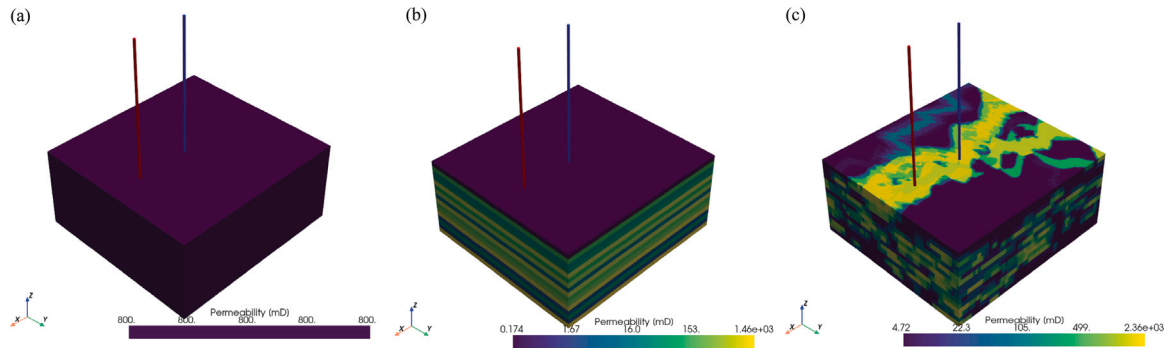 (a)
(b)
(c)
Z
X
Y
Permeability (mD)
800.
800.
800.
800.
800.
Z
X
Y
Permeability (mD)
0.174
1.67
16.0
153.
1.46e+03
Z
X
Y
Permeability (mD)
4.72
22.3
105.
499.
2.36e+03